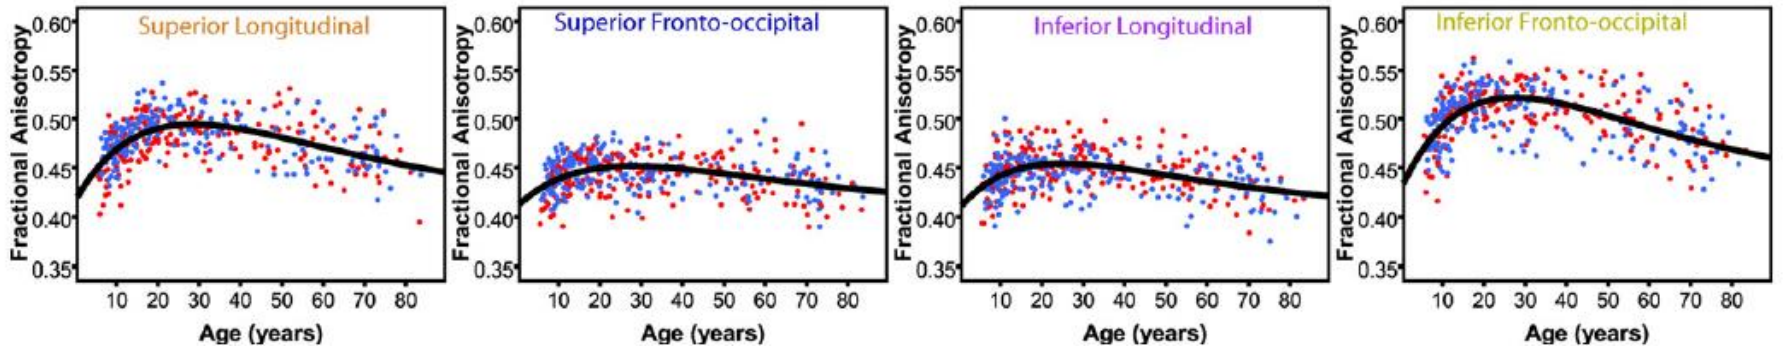 Superior Longitudinal
Fractional Anisotropy
0.60
0.55
0.50
0.45
0.40
0.35
10 20 30 40 50 60 70 80
Age (years)
Superior Fronto-occipital
Fractional Anisotropy
0.60
0.55
0.50
0.45
0.40
0.35
10 20 30 40 50 60 70 80
Age (years)
Inferior Longitudinal
Fractional Anisotropy
0.60
0.55
0.50
0.45
0.40
0.35
10 20 30 40 50 60 70 80
Age (years)
Inferior Fronto-occipital
Fractional Anisotropy
0.60
0.55
0.50
0.45
0.40
0.35
10 20 30 40 50 60 70 80
Age (years)